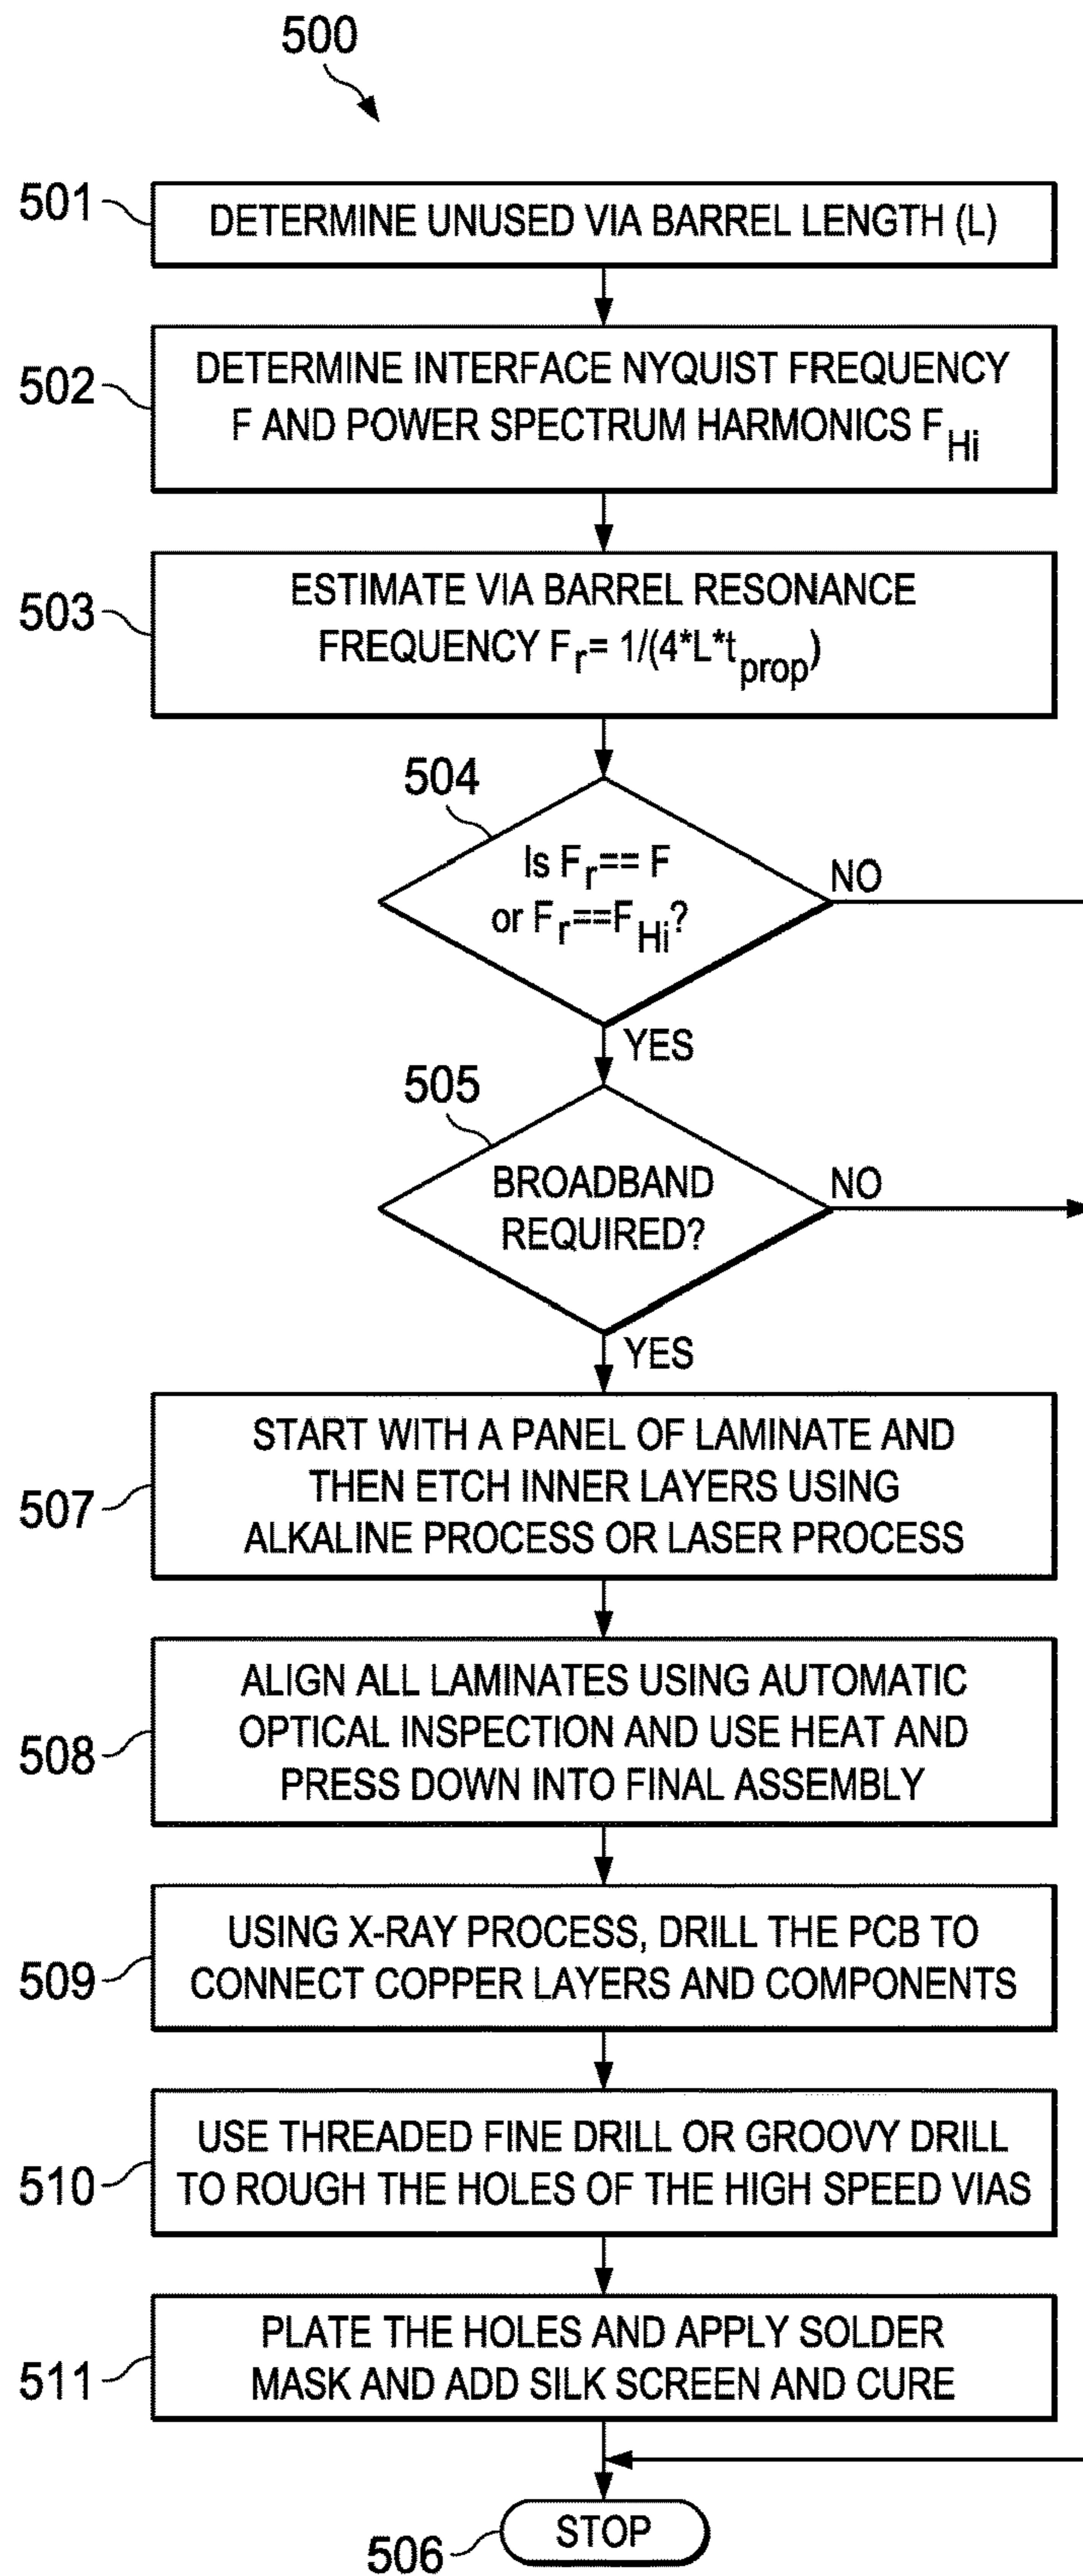 500
501
DETERMINE UNUSED VIA BARREL LENGTH (L)
502
DETERMINE INTERFACE NYQUIST FREQUENCY
F AND POWER SPECTRUM HARMONICS F_Hi
503
ESTIMATE VIA BARREL RESONANCE
FREQUENCY F_r= 1/(4*L*t_prop)
504
Is F_r== F
or F_r==F_Hi?
NO
YES
505
BROADBAND
REQUIRED?
NO
YES
507
START WITH A PANEL OF LAMINATE AND
THEN ETCH INNER LAYERS USING
ALKALINE PROCESS OR LASER PROCESS
508
ALIGN ALL LAMINATES USING AUTOMATIC
OPTICAL INSPECTION AND USE HEAT AND
PRESS DOWN INTO FINAL ASSEMBLY
509
USING X-RAY PROCESS, DRILL THE PCB TO
CONNECT COPPER LAYERS AND COMPONENTS
510
USE THREADED FINE DRILL OR GROOVY DRILL
TO ROUGH THE HOLES OF THE HIGH SPEED VIAS
511
PLATE THE HOLES AND APPLY SOLDER
MASK AND ADD SILK SCREEN AND CURE
506
STOP